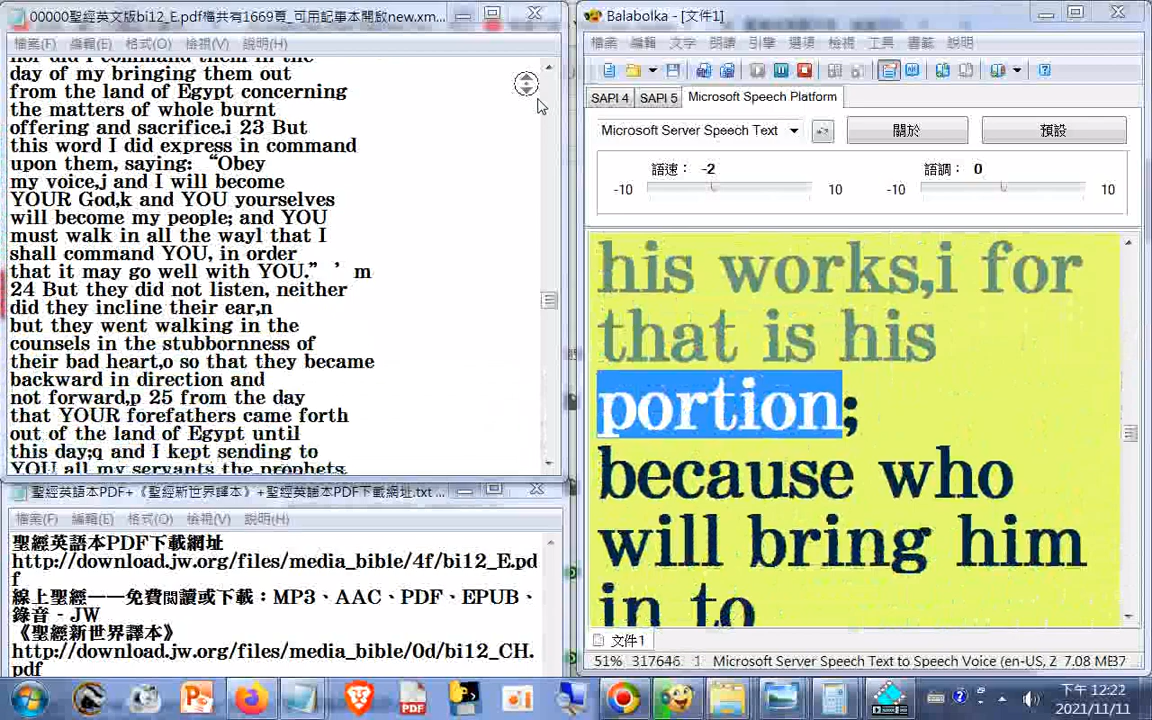 00000聖經英文版bi12_E.pdf檔共有1669頁_可用記事本開啟new.xm...
檔案(F) 編輯(E) 格式(O) 檢視(V) 說明(H)
nor did I command them in the
day of my bringing them out
from the land of Egypt concerning
the matters of whole burnt
offering and sacrifice.i 23 But
this word I did express in command
upon them, saying: “Obey
my voice,j and I will become
YOUR God,k and YOU yourselves
will become my people; and YOU
must walk in all the wayl that I
shall command YOU, in order
that it may go well with YOU.” ’ m
24 But they did not listen, neither
did they incline their ear,n
but they went walking in the
counsels in the stubbornness of
their bad heart,o so that they became
backward in direction and
not forward,p 25 from the day
that YOUR forefathers came forth
out of the land of Egypt until
this day;q and I kept sending to
YOU all my servants the prophets,
聖經英語本PDF+《聖經新世界譯本》+聖經英語本PDF下載網址.txt ...
檔案(F) 編輯(E) 格式(O) 檢視(V) 說明(H)
聖經英語本PDF下載網址
http://download.jw.org/files/media_bible/4f/bi12_E.pd
f
線上聖經——免費閱讀或下載：MP3、AAC、PDF、EPUB、
錄音 - JW
《聖經新世界譯本》
http://download.jw.org/files/media_bible/0d/bi12_CH.
pdf
Balabolka - [文件1]
檔案 編輯 文字 朗讀 引擎 選項 檢視 工具 書籤 說明
SAPI 4 SAPI 5 Microsoft Speech Platform
Microsoft Server Speech Text 關於 預設
語速： -2 語調： 0
-10 10 -10 10
his works,i for
that is his
portion;
because who
will bring him
in to
文件1
51% 317646 Microsoft Server Speech Text to Speech Voice (en-US, Z 7.08 MB
下午 12:22
2021/11/11